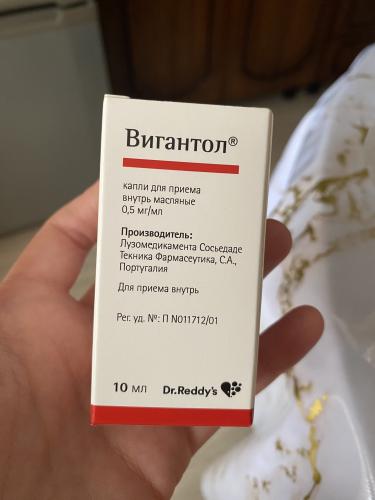 Вигантол®
капли для приема
внутрь масляные
0,5 мг/мл
Производитель:
Лузомедикамента Сосьедаде
Текника Фармасеутика, С.А.,
Португалия
Для приема внутрь
Рег. уд. №: П N011712/01
10 мл Dr.Reddy's